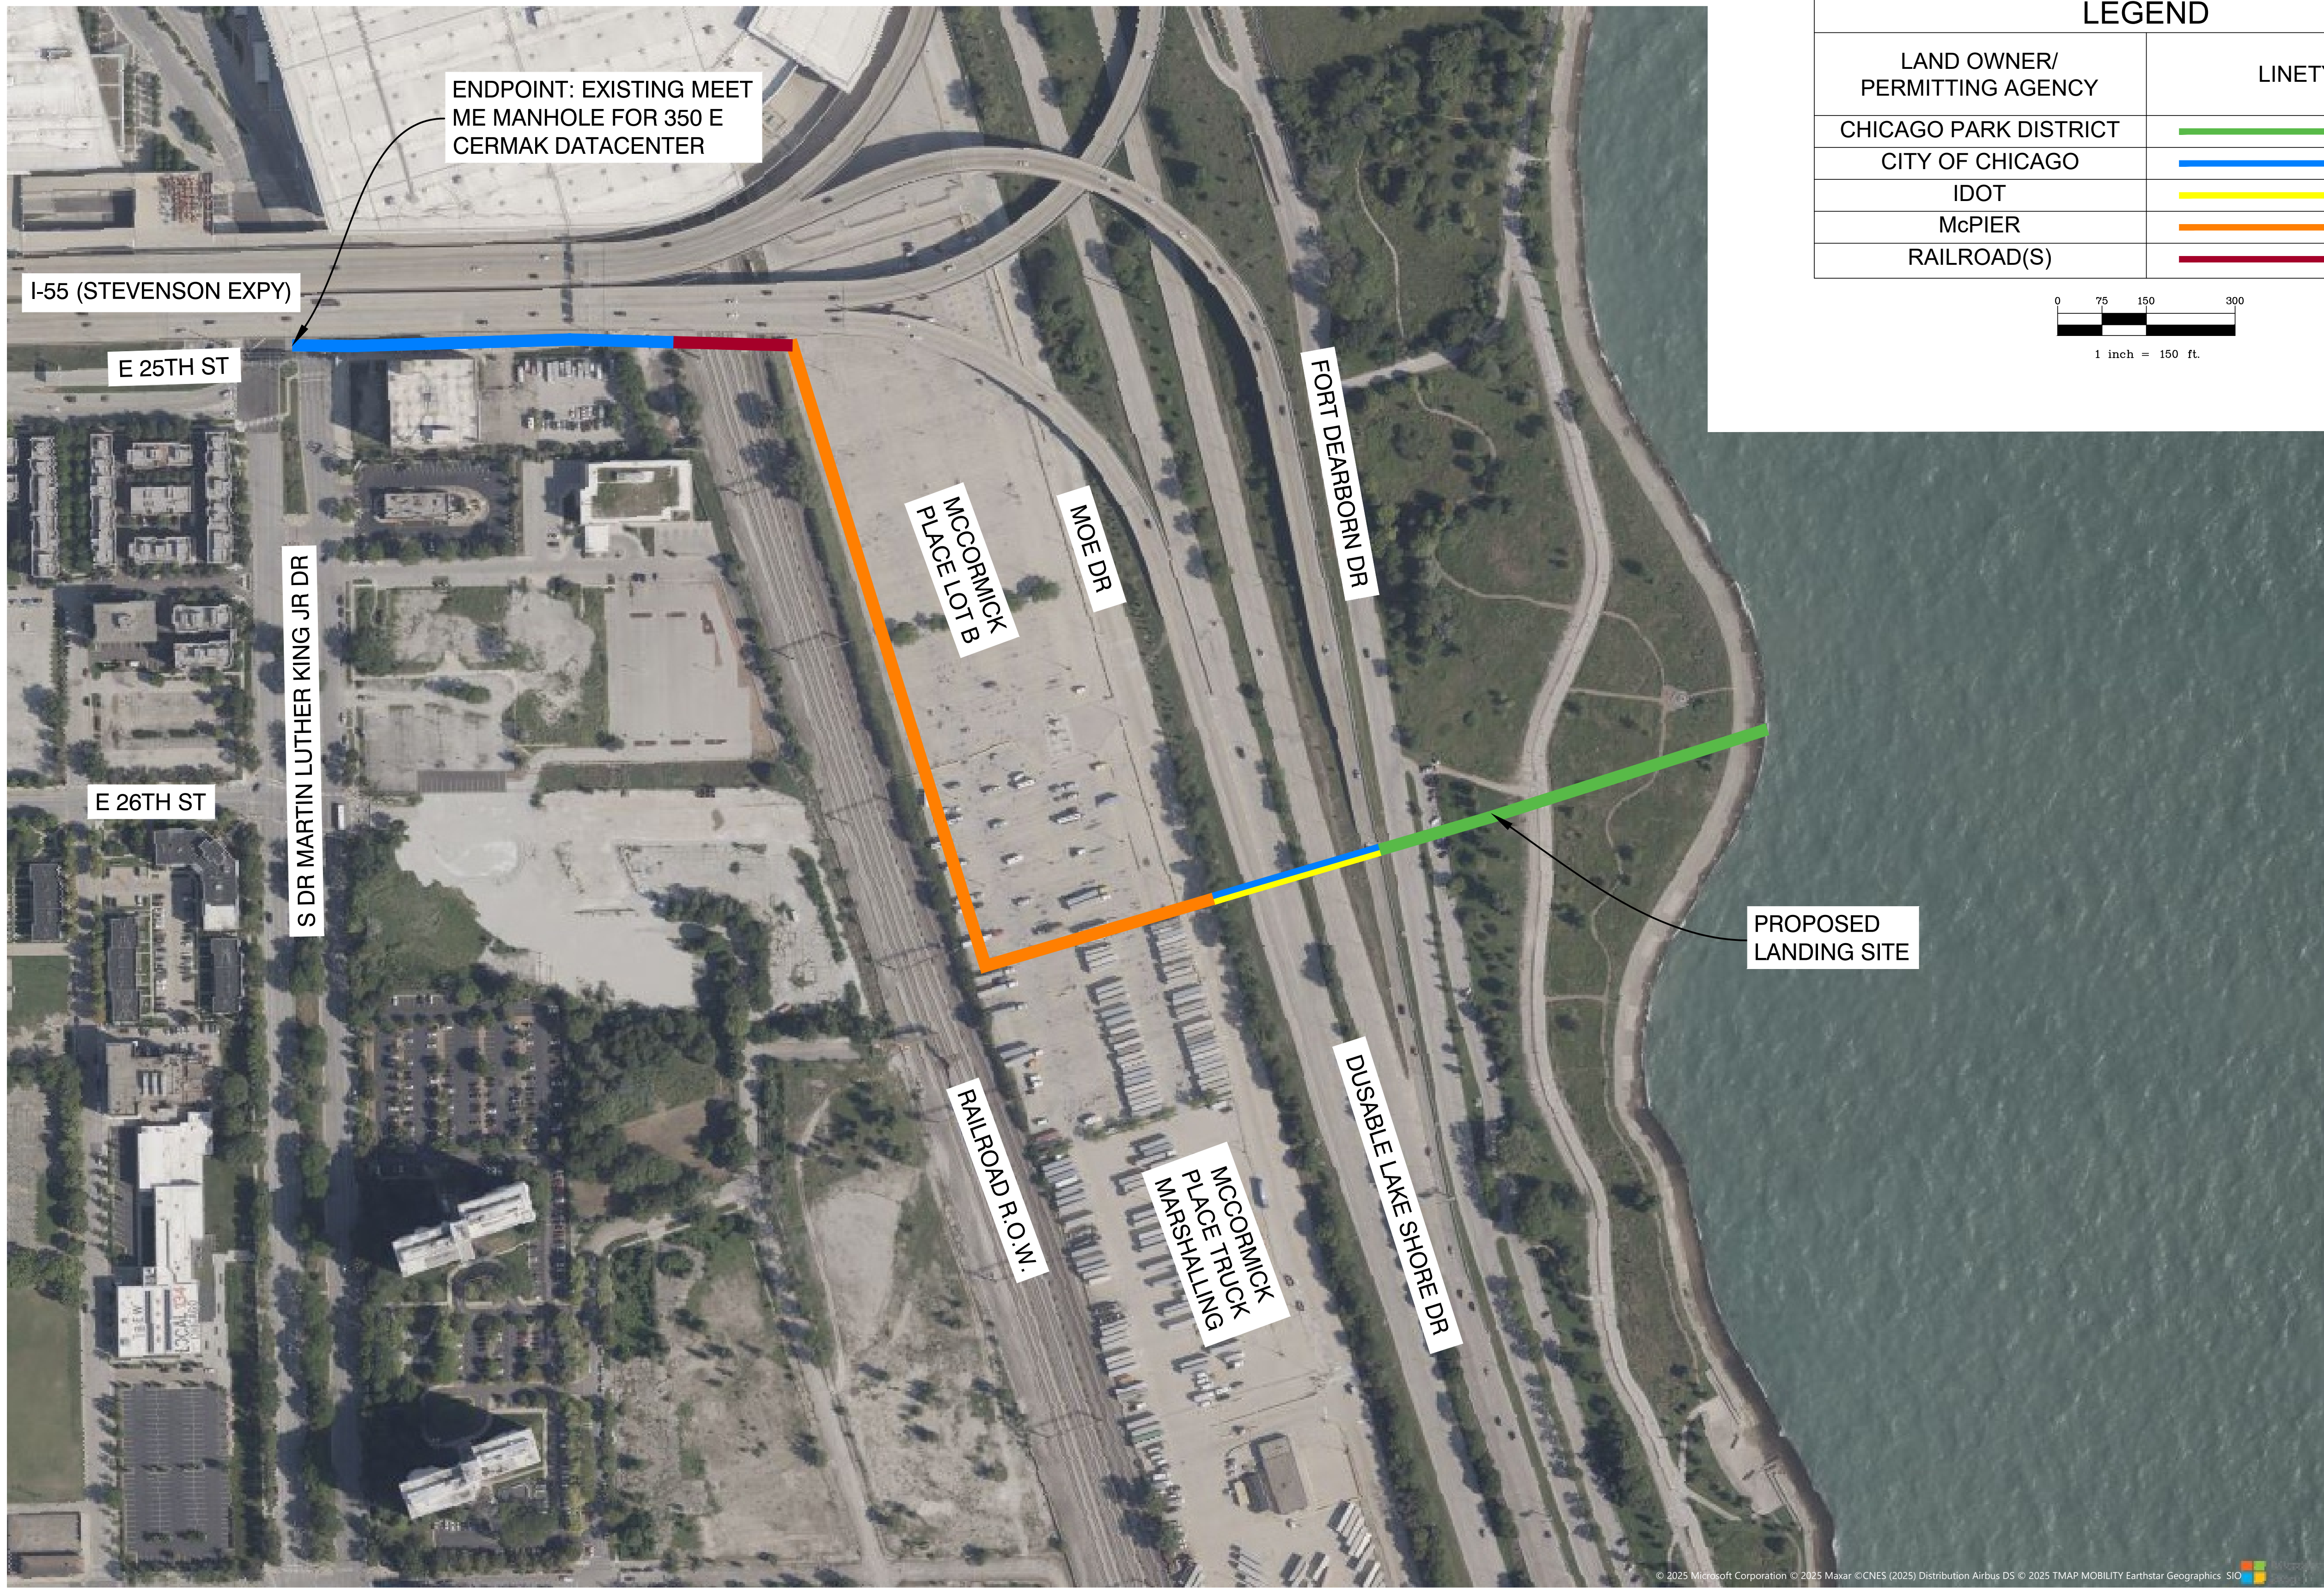 LEGEND
LAND OWNER/
PERMITTING AGENCY
CHICAGO PARK DISTRICT
CITY OF CHICAGO
IDOT
McPIER
RAILROAD(S)
0 75 150 300
1 inch = 150 ft.
ENDPOINT: EXISTING MEET
ME MANHOLE FOR 350 E
CERMAK DATACENTER
I-55 (STEVENSON EXPY)
E 25TH ST
FORT DEARBORN DR
MCCORMICK
PLACE LOT B
MOE DR
S DR MARTIN LUTHER KING JR DR
E 26TH ST
PROPOSED
LANDING SITE
RAILROAD R.O.W.
DUSABLE LAKE SHORE DR
MCCORMICK
PLACE TRUCK
MARSHALLING
LOCAL 134
© 2025 Microsoft Corporation © 2025 Maxar ©CNES (2025) Distribution Airbus DS © 2025 TMAP MOBILITY Earthstar Geographics SIO